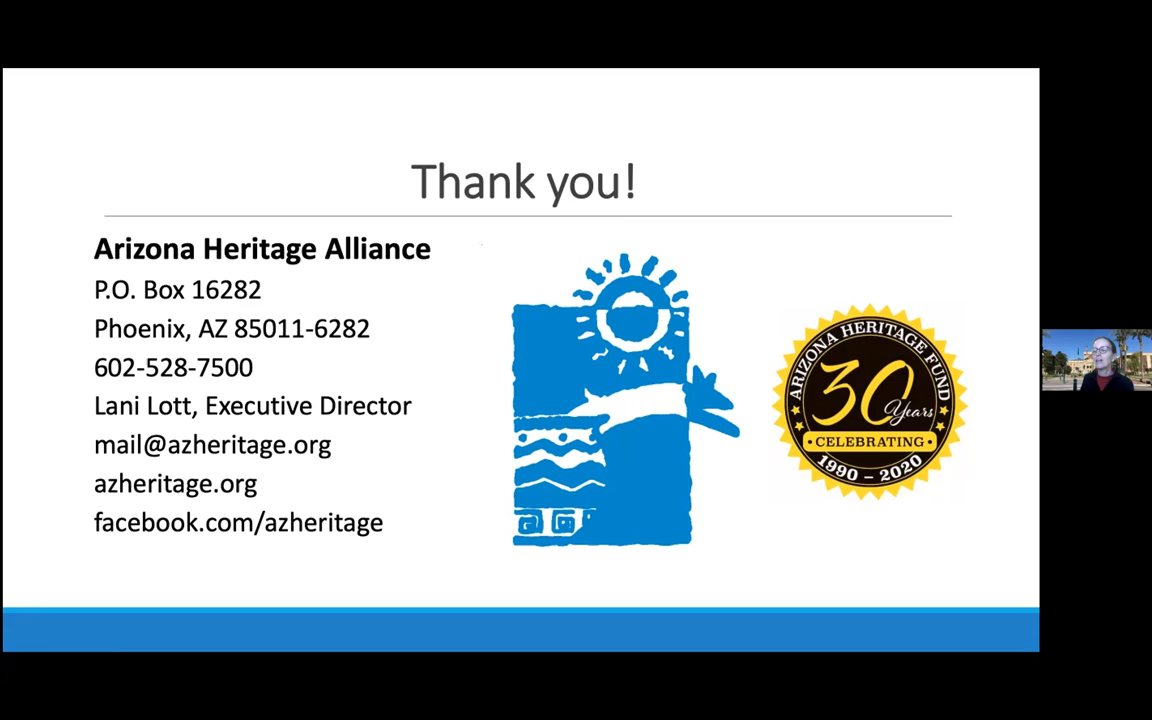 Thank you!
Arizona Heritage Alliance
P.O. Box 16282
Phoenix, AZ 85011-6282
602-528-7500
Lani Lott, Executive Director
mail@azheritage.org
azheritage.org
facebook.com/azheritage
ARIZONA HERITAGE FUND
30 Years
CELEBRATING
1990 – 2020